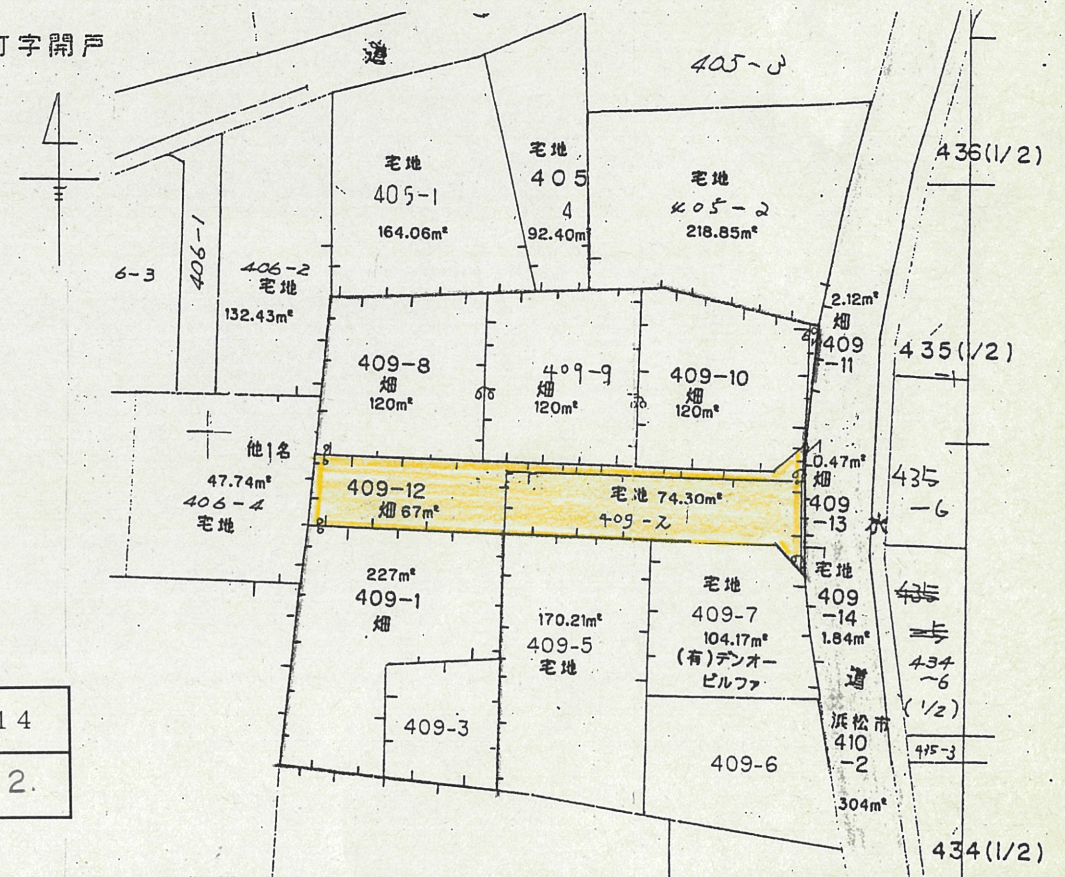 町字開戸
道
405-3
宅地
405-1
164.06m²
宅地
405
4
92.40m²
宅地
405-2
218.85m²
436(1/2)
6-3
406-1
406-2
宅地
132.43m²
2.12m²
畑
409
-11
435(1/2)
409-8
畑
120m²
409-9
畑
120m²
409-10
畑
120m²
他1名
47.74m²
406-4
宅地
409-12
畑 67m²
宅地 74.30m²
409-2
0.47m²
畑
409
-13
水
435
-6
227m²
409-1
畑
170.21m²
409-5
宅地
宅地
409-7
104.17m²
(有)デンオー
ビルファ
宅地
409
-14
1.84m²
435
-5
434
-6
(1/2)
道
409-3
409-6
浜松市
410
-2
304m²
435-3
434(1/2)
14
2.